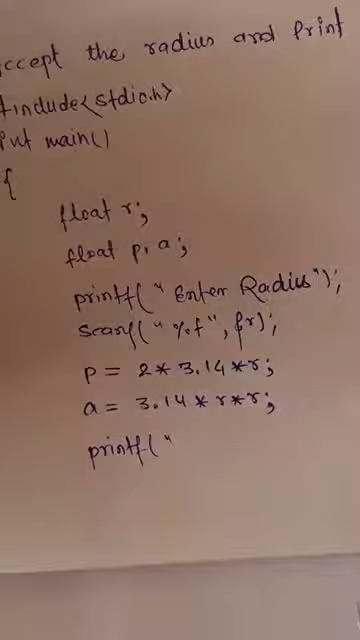 ccept the radius and Print
#include<stdio.h>
int main()
{
float r;
float p, a;
printf(" Enter Radius");
scanf("%f", &r);
p = 2*3.14*r;
a = 3.14*r*r;
printf("